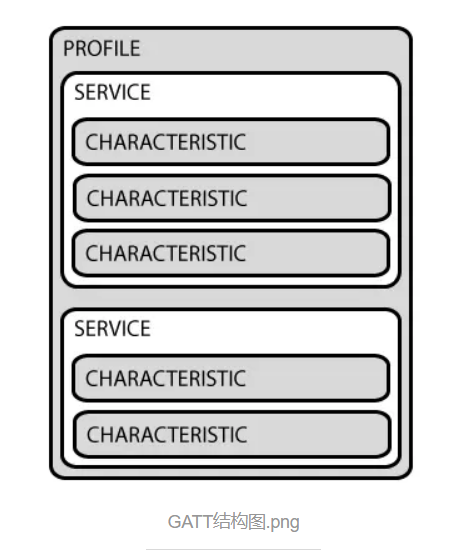 PROFILE
SERVICE
CHARACTERISTIC
CHARACTERISTIC
CHARACTERISTIC
SERVICE
CHARACTERISTIC
CHARACTERISTIC
GATT结构图.png